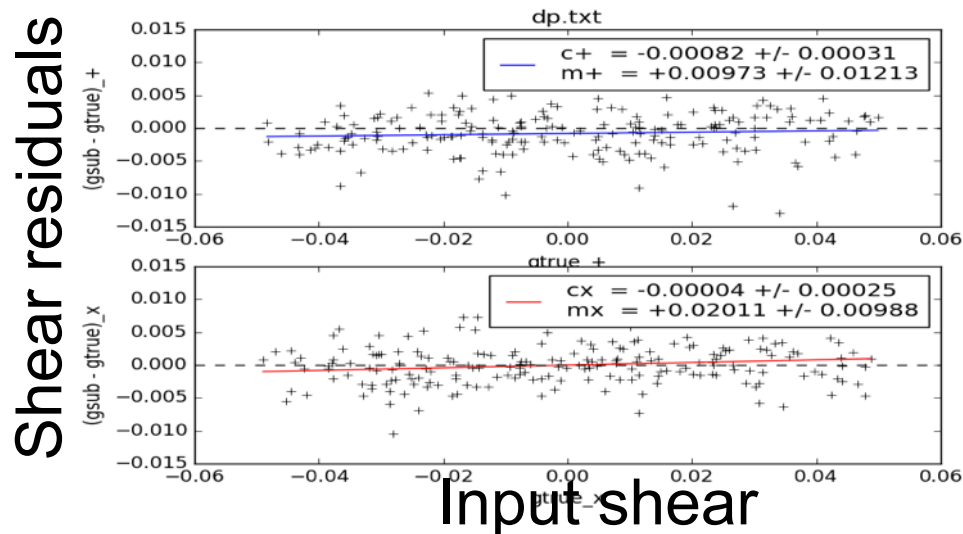 Shear residuals
dp.txt
0.015
0.010
0.005
0.000
−0.005
−0.010
−0.015
(gsub - gtrue)_+
c+ = -0.00082 +/- 0.00031
m+ = +0.00973 +/- 0.01213
−0.06 −0.04 −0.02 0.00 0.02 0.04 0.06
gtrue_+
0.015
0.010
0.005
0.000
−0.005
−0.010
−0.015
(gsub - gtrue)_x
cx = -0.00004 +/- 0.00025
mx = +0.02011 +/- 0.00988
−0.06 −0.04 −0.02 0.00 0.02 0.04 0.06
gtrue_x
Input shear